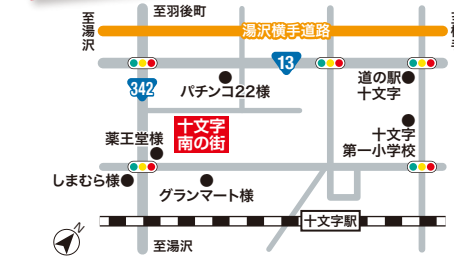 至湯沢
至羽後町
湯沢横手道路
13
342
パチンコ22様
道の駅
十文字
十文字
南の街
薬王堂様
十文字
第一小学校
しまむら様
グランマート様
十文字駅
N
至湯沢